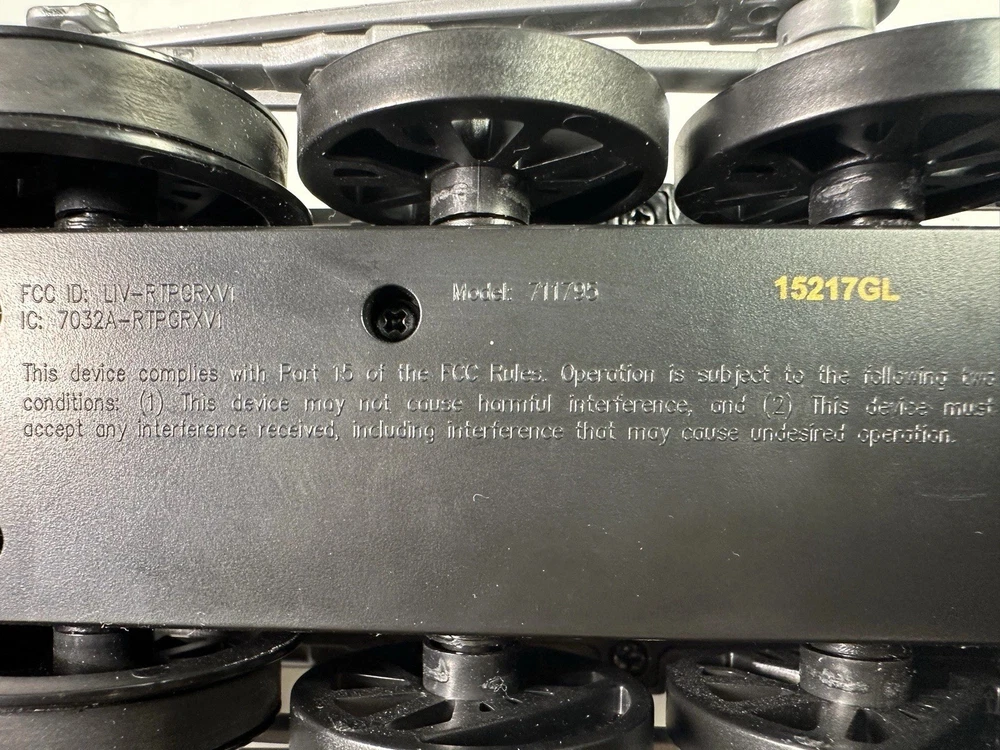 FCC ID: LIV-RTPGRXV1
IC: 7032A-RTPGRXV1
Model: 711795
15217GL
This device complies with Part 15 of the FCC Rules. Operation is subject to the following two
conditions: (1) This device may not cause harmful interference, and (2) This device must
accept any interference received, including interference that may cause undesired operation.